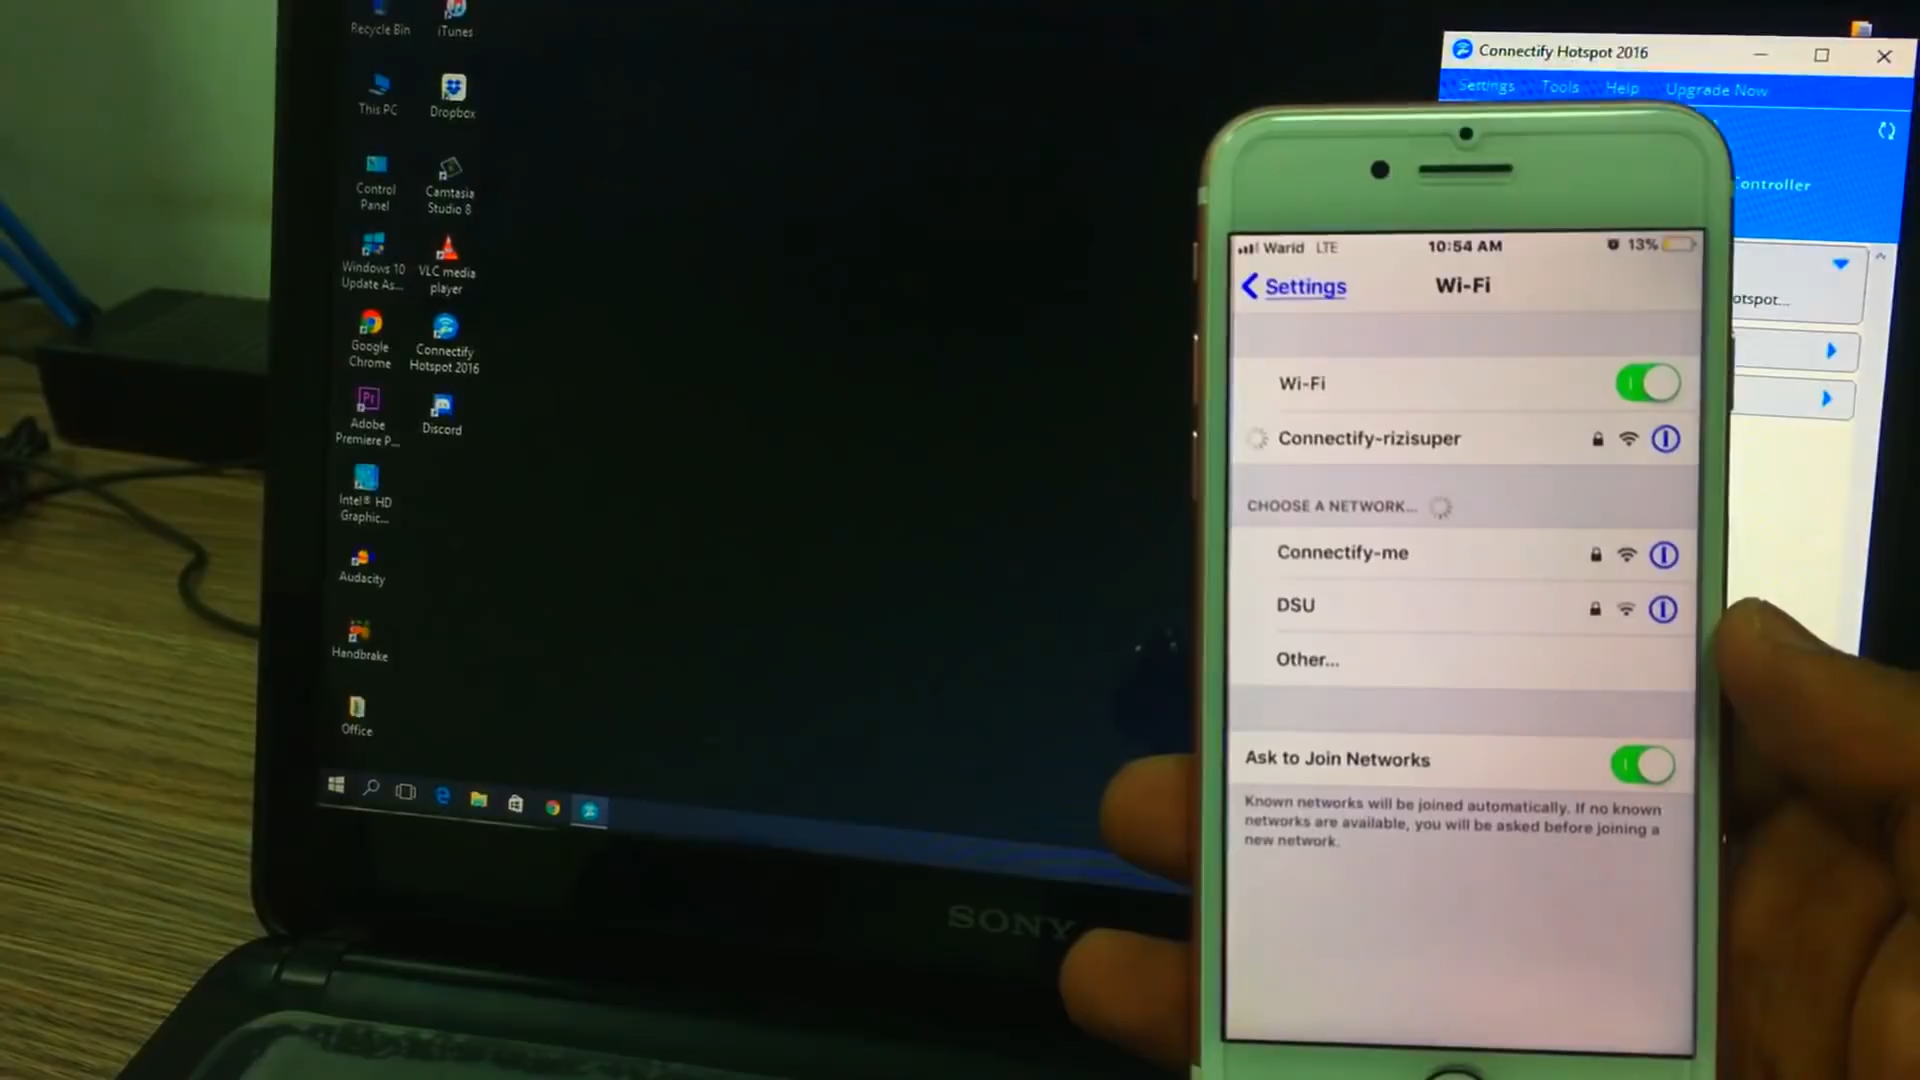 Recycle Bin
iTunes
This PC
Dropbox
Control
Panel
Camtasia
Studio 8
Windows 10
Update As...
VLC media
player
Google
Chrome
Connectify
Hotspot 2016
Adobe
Premiere P...
Discord
Intel® HD
Graphic...
Audacity
Handbrake
Office
SONY
Connectify Hotspot 2016
Settings Tools Help Upgrade Now
Controller
otspot...
Warid LTE 10:54 AM 13%
Settings Wi-Fi
Wi-Fi
Connectify-rizisuper
CHOOSE A NETWORK...
Connectify-me
DSU
Other...
Ask to Join Networks
Known networks will be joined automatically. If no known
networks are available, you will be asked before joining a
new network.